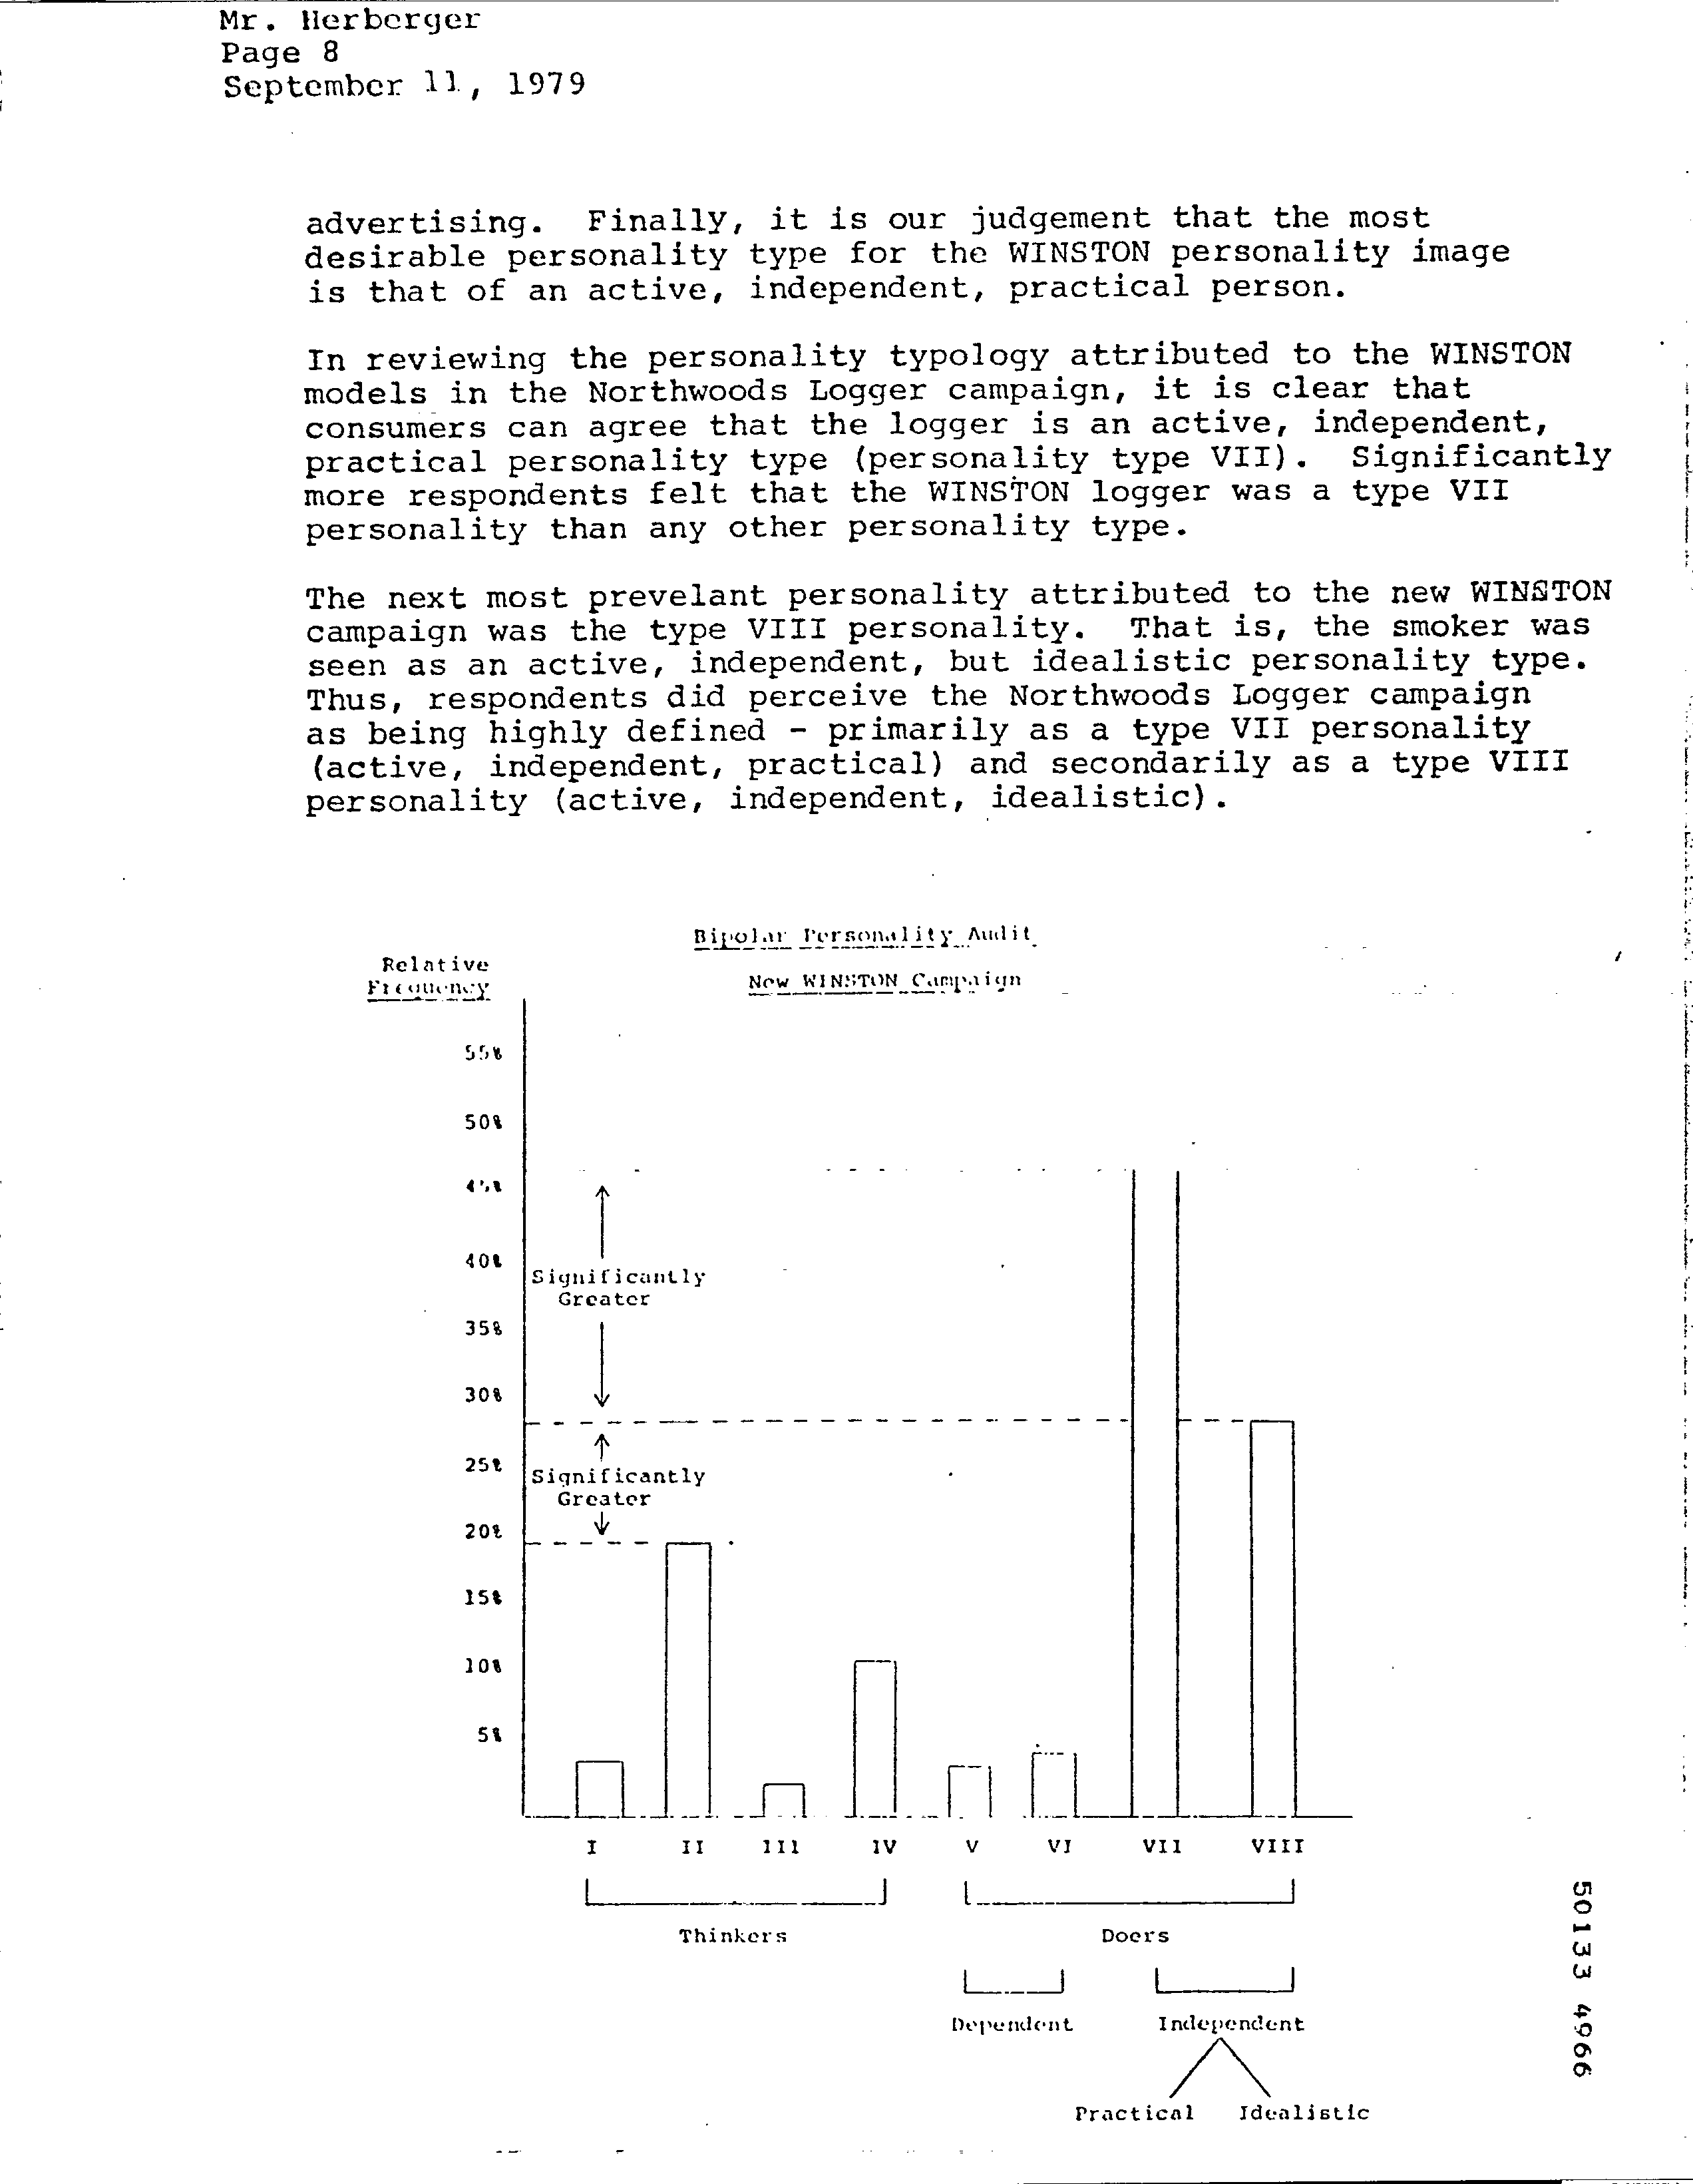 Mr. Herberger
Page 8
September 11, 1979
advertising. Finally, it is our judgement that the most
desirable personality type for the WINSTON personality image
is that of an active, independent, practical person.
In reviewing the personality typology attributed to the WINSTON
models in the Northwoods Logger campaign, it is clear that
consumers can agree that the logger is an active, independent,
practical personality type (personality type VII). Significantly
more respondents felt that the WINSTON logger was a type VII
personality than any other personality type.
The next most prevelant personality attributed to the new WINSTON
campaign was the type VIII personality. That is, the smoker was
seen as an active, independent, but idealistic personality type.
Thus, respondents did perceive the Northwoods Logger campaign
as being highly defined - primarily as a type VII personality
(active, independent, practical) and secondarily as a type VIII
personality (active, independent, idealistic).
Bipolar Personality Audit
New WINSTON Campaign
Relative
Frequency
55%
50%
45%
40%
Significantly
Greater
35%
30%
25%
Significantly
Greater
20%
15%
10%
5%
I II III IV V VI VII VIII
Thinkers Doers
Dependent Independent
Practical Idealistic
50133 4966